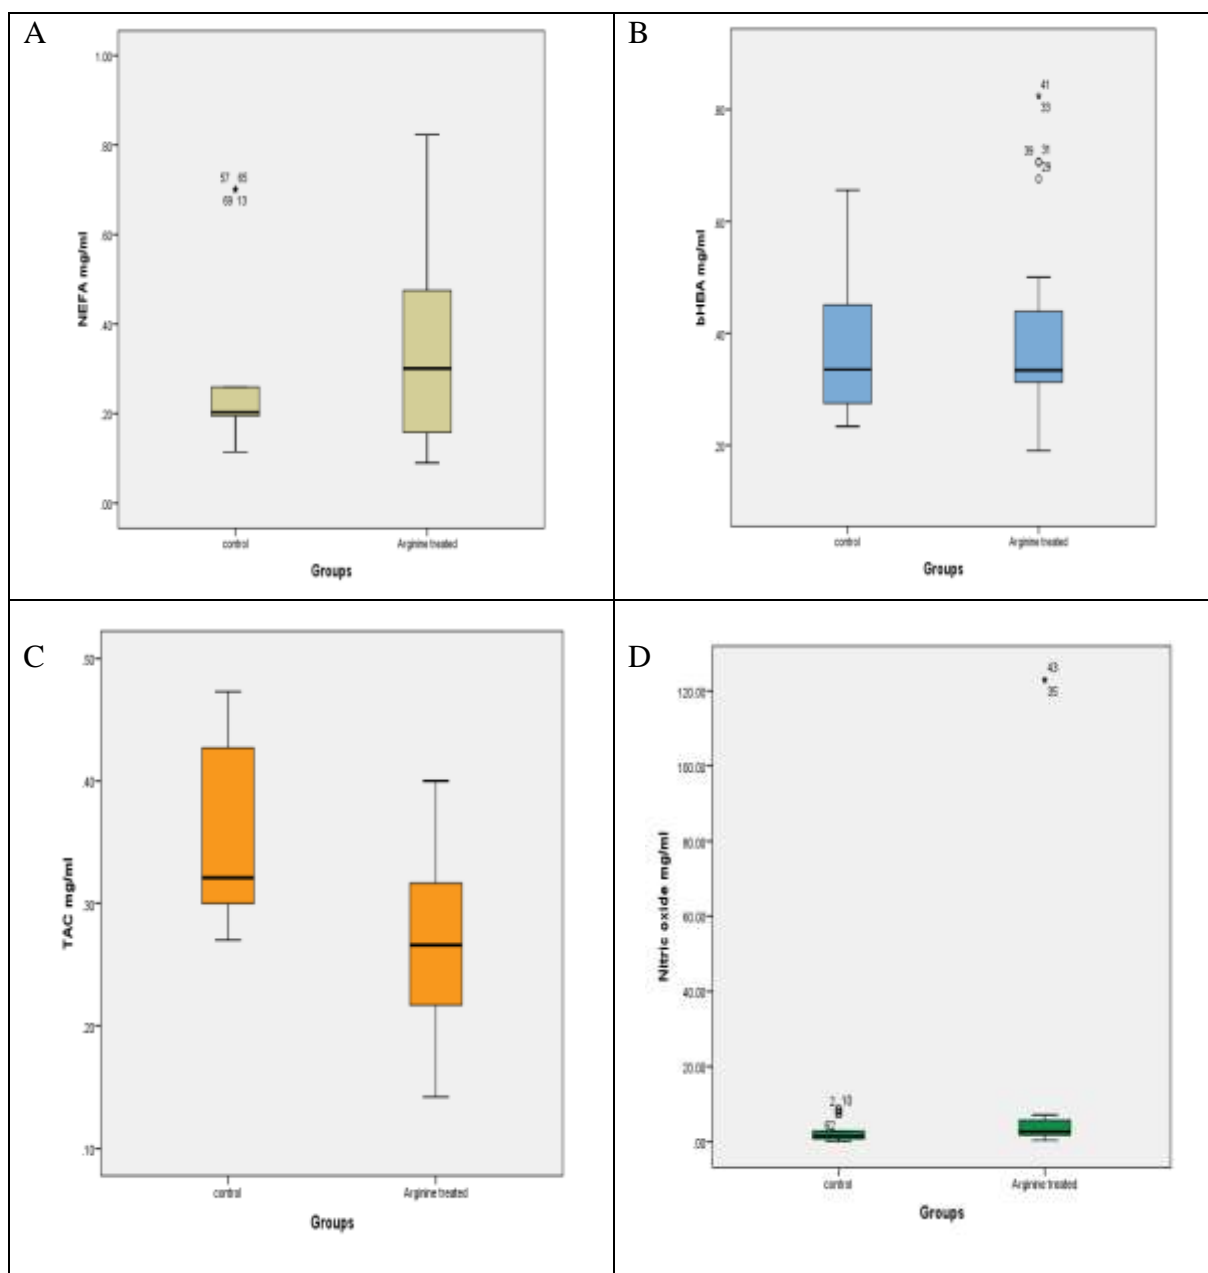 A
1.00
.80
.60
.40
.20
.00
NEFA mg/ml
57 65
69 13
control
Arginine treated
Groups
B
.80
.60
.40
.20
bHBA mg/ml
41
33
39 31
29
control
Arginine treated
Groups
C
.50
.40
.30
.20
.10
TAC mg/ml
control
Arginine treated
Groups
D
120.00
100.00
80.00
60.00
40.00
20.00
.00
Nitric oxide mg/ml
43
35
2 10
control
Arginine treated
Groups